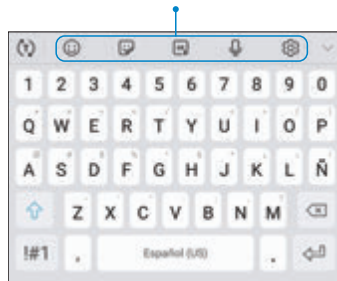 1 2 3 4 5 6 7 8 9 0
Q W E R T Y U I O P
A S D F G H J K L Ñ
Z X C V B N M
!#1 , Español (US) .